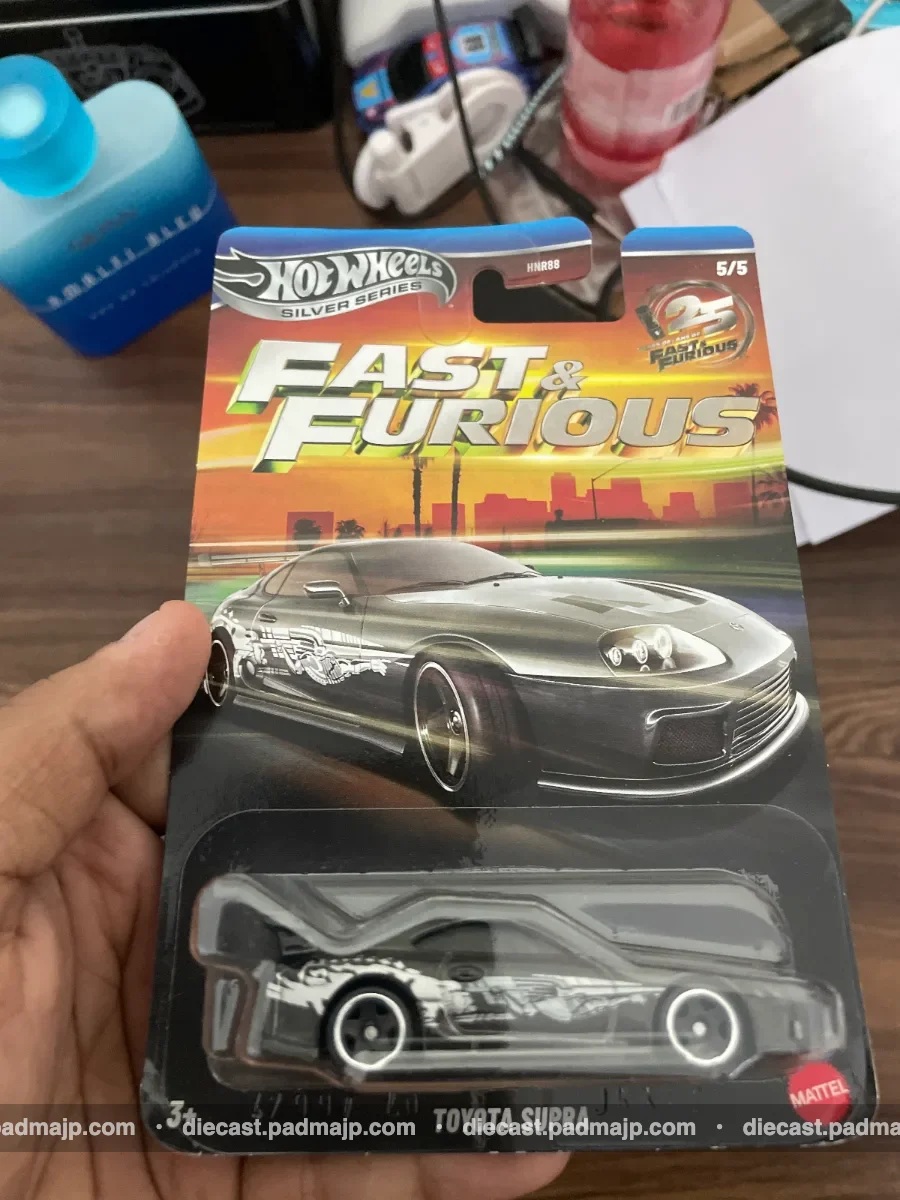 HOT WHEELS
SILVER SERIES
HNR88
5/5
25
FAST & FURIOUS
FAST &
FURIOUS
MATTEL
3+
TOYOTA SUPRA
padmajp.com • diecast.padmajp.com • diecast.padmajp.com